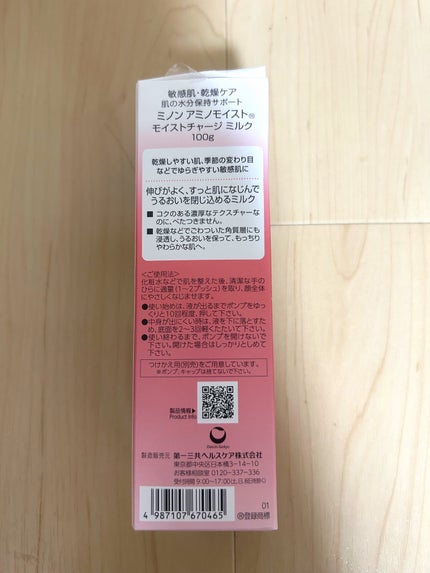 敏感肌・乾燥ケア
肌の水分保持サポート
ミノン アミノモイスト®
モイストチャージ ミルク
100g
乾燥しやすい肌、季節の変わり目
などでゆらぎやすい敏感肌に
伸びがよく、すっと肌になじんで
うるおいを閉じ込めるミルク
■ コクのある濃厚なテクスチャーな
のに、べたつきません。
■ 乾燥などでごわついた角質層にも
浸透し、うるおいを保って、もっちり
やわらかな肌へ。
<ご使用法>
化粧水などで肌を整えた後、清潔な手の
ひらに適量(1~2プッシュ)を取り、顔全体
にやさしくなじませます。
●使い始めは、液が出るまでポンプをゆっ
くりと10回程度、押して下さい。
●中身が出にくい時は、液を下に落とすた
め、底面を2~3回軽くたたいて下さい。
●使い終わるまで、ポンプを開けないで
下さい。開けた場合はしっかりとしめて
下さい。
つけかえ用(別売)をご用意しています。
※ポンプ、キャップは捨てないで下さい。
製品情報▶
Product info
Daiichi-Sankyo
製造販売元 第一三共ヘルスケア株式会社
東京都中央区日本橋3-14-10
お客様相談室 0120-337-336
受付時間 9:00~17:00(土、日、祝日を除く)
01
®登録商標
4 987107 670465